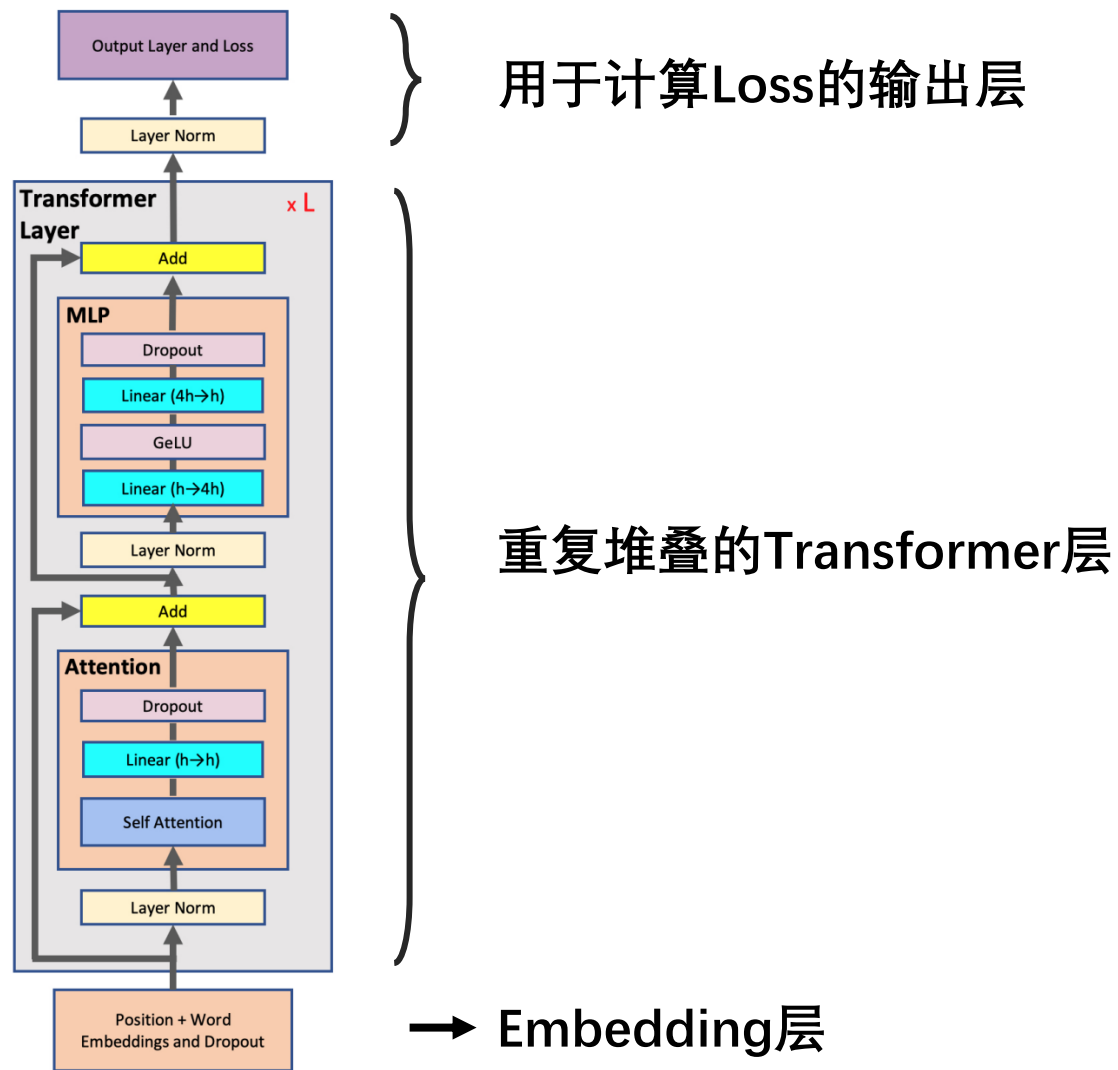 Output Layer and Loss
用于计算Loss的输出层
Layer Norm
Transformer
Layer
x L
Add
MLP
Dropout
Linear (4h→h)
GeLU
Linear (h→4h)
Layer Norm
重复堆叠的Transformer层
Add
Attention
Dropout
Linear (h→h)
Self Attention
Layer Norm
Position + Word
Embeddings and Dropout
Embedding层